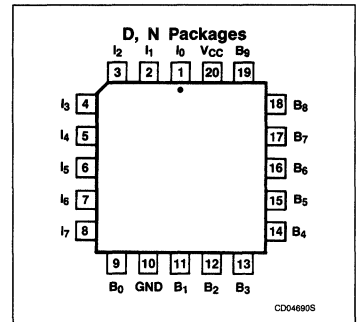 D, N Packages
I2 I1 I0 VCC B9
3 2 1 20 19
I3 4 18 B8
I4 5 17 B7
I5 6 16 B6
I6 7 15 B5
I7 8 14 B4
9 10 11 12 13
B0 GND B1 B2 B3
CD04690S